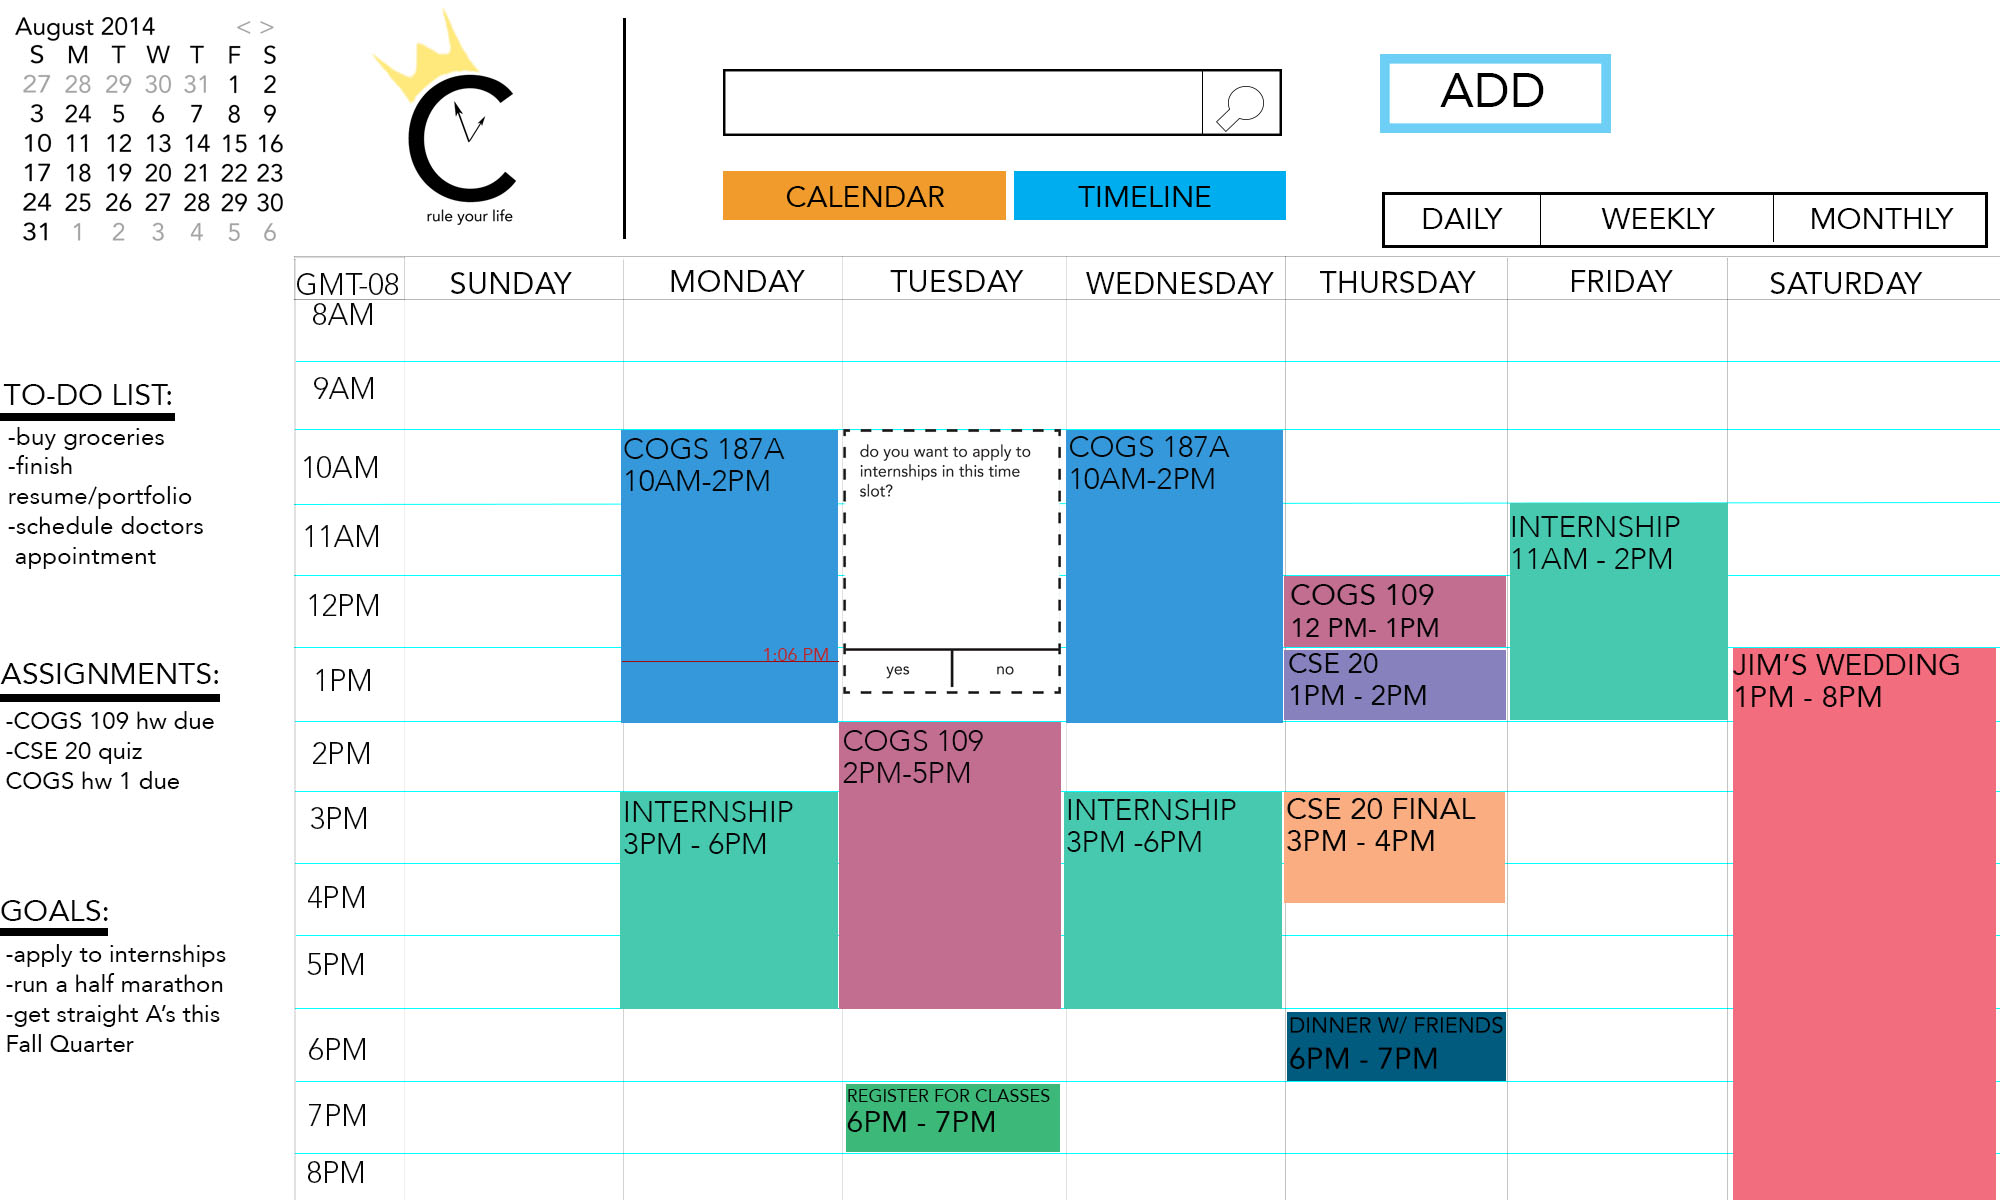 August 2014 < >
S M T W T F S
27 28 29 30 31 1 2
3 24 5 6 7 8 9
10 11 12 13 14 15 16
17 18 19 20 21 22 23
24 25 26 27 28 29 30
31 1 2 3 4 5 6
C
rule your life
CALENDAR
TIMELINE
ADD
DAILY
WEEKLY
MONTHLY
TO-DO LIST:
-buy groceries
-finish
resume/portfolio
-schedule doctors
appointment
ASSIGNMENTS:
-COGS 109 hw due
-CSE 20 quiz
COGS hw 1 due
GOALS:
-apply to internships
-run a half marathon
-get straight A's this
Fall Quarter
GMT-08 SUNDAY MONDAY TUESDAY WEDNESDAY THURSDAY FRIDAY SATURDAY
8AM
9AM
10AM
11AM
12PM
1PM
2PM
3PM
4PM
5PM
6PM
7PM
8PM
COGS 187A
10AM-2PM
1:06 PM
INTERNSHIP
3PM - 6PM
do you want to apply to
internships in this time
slot?
yes no
COGS 109
2PM-5PM
REGISTER FOR CLASSES
6PM - 7PM
COGS 187A
10AM-2PM
INTERNSHIP
3PM -6PM
COGS 109
12 PM- 1PM
CSE 20
1PM - 2PM
CSE 20 FINAL
3PM - 4PM
DINNER W/ FRIENDS
6PM - 7PM
INTERNSHIP
11AM - 2PM
JIM'S WEDDING
1PM - 8PM